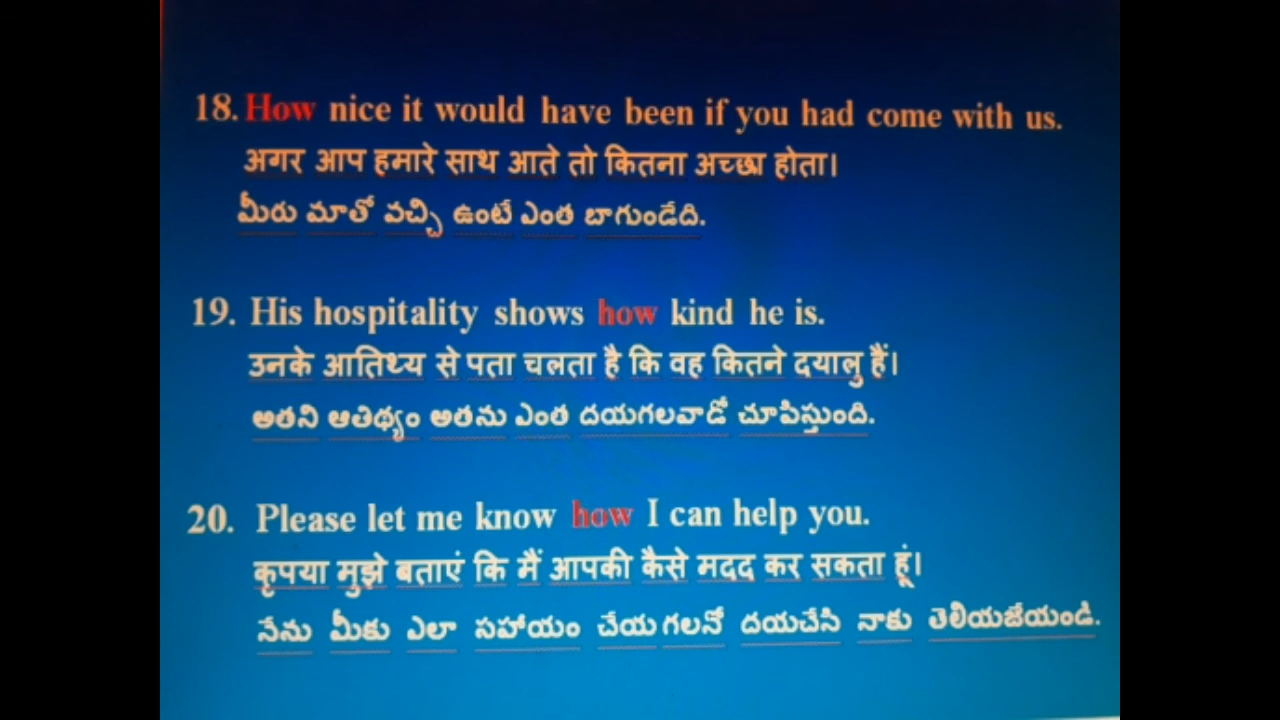 18. How nice it would have been if you had come with us.
अगर आप हमारे साथ आते तो कितना अच्छा होता।
మీరు మాతో వచ్చి ఉంటే ఎంత బాగుండేది.
19. His hospitality shows how kind he is.
उनके आतिथ्य से पता चलता है कि वह कितने दयालु हैं।
అతని ఆతిథ్యం అతను ఎంత దయగలవాడో చూపిస్తుంది.
20. Please let me know how I can help you.
कृपया मुझे बताएं कि मैं आपकी कैसे मदद कर सकता हूं।
నేను మీకు ఎలా సహాయం చేయగలనో దయచేసి నాకు తెలియజేయండి.